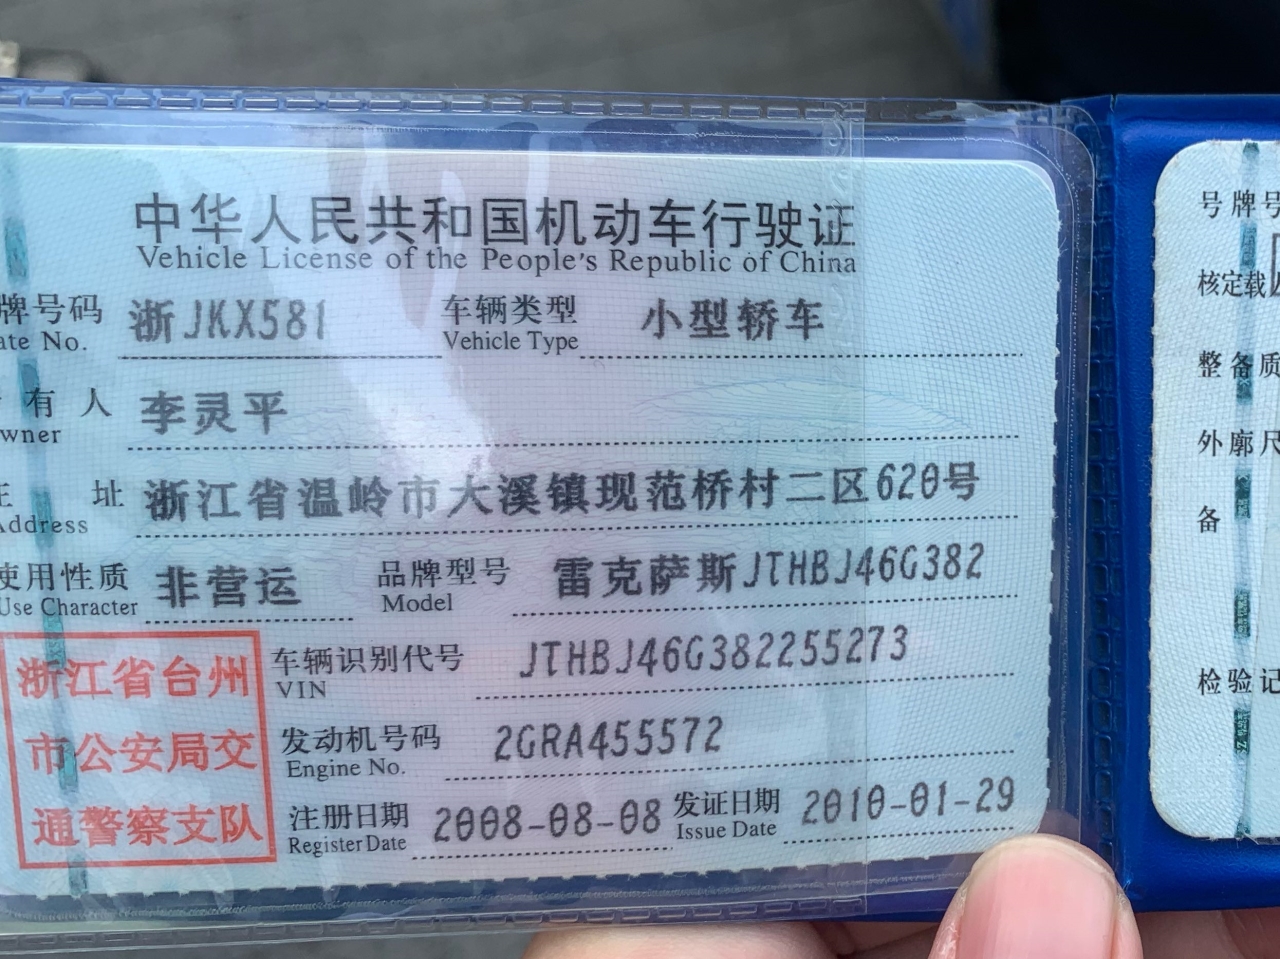 中华人民共和国机动车行驶证
Vehicle License of the People's Republic of China
牌号码 浙JKX581 车辆类型 小型轿车
ate No. Vehicle Type
有人 李灵平
wner
址 浙江省温岭市大溪镇现范桥村二区620号
Address
使用性质 非营运 品牌型号 雷克萨斯JTHBJ46G382
Use Character Model
浙江省台州
市公安局交
通警察支队
车辆识别代号 JTHBJ46G382255273
VIN
发动机号码 2GRA455572
Engine No.
注册日期 2008-08-08 发证日期 2010-01-29
Register Date Issue Date
号牌号
核定载
整备质
外廓尺
备
检验记